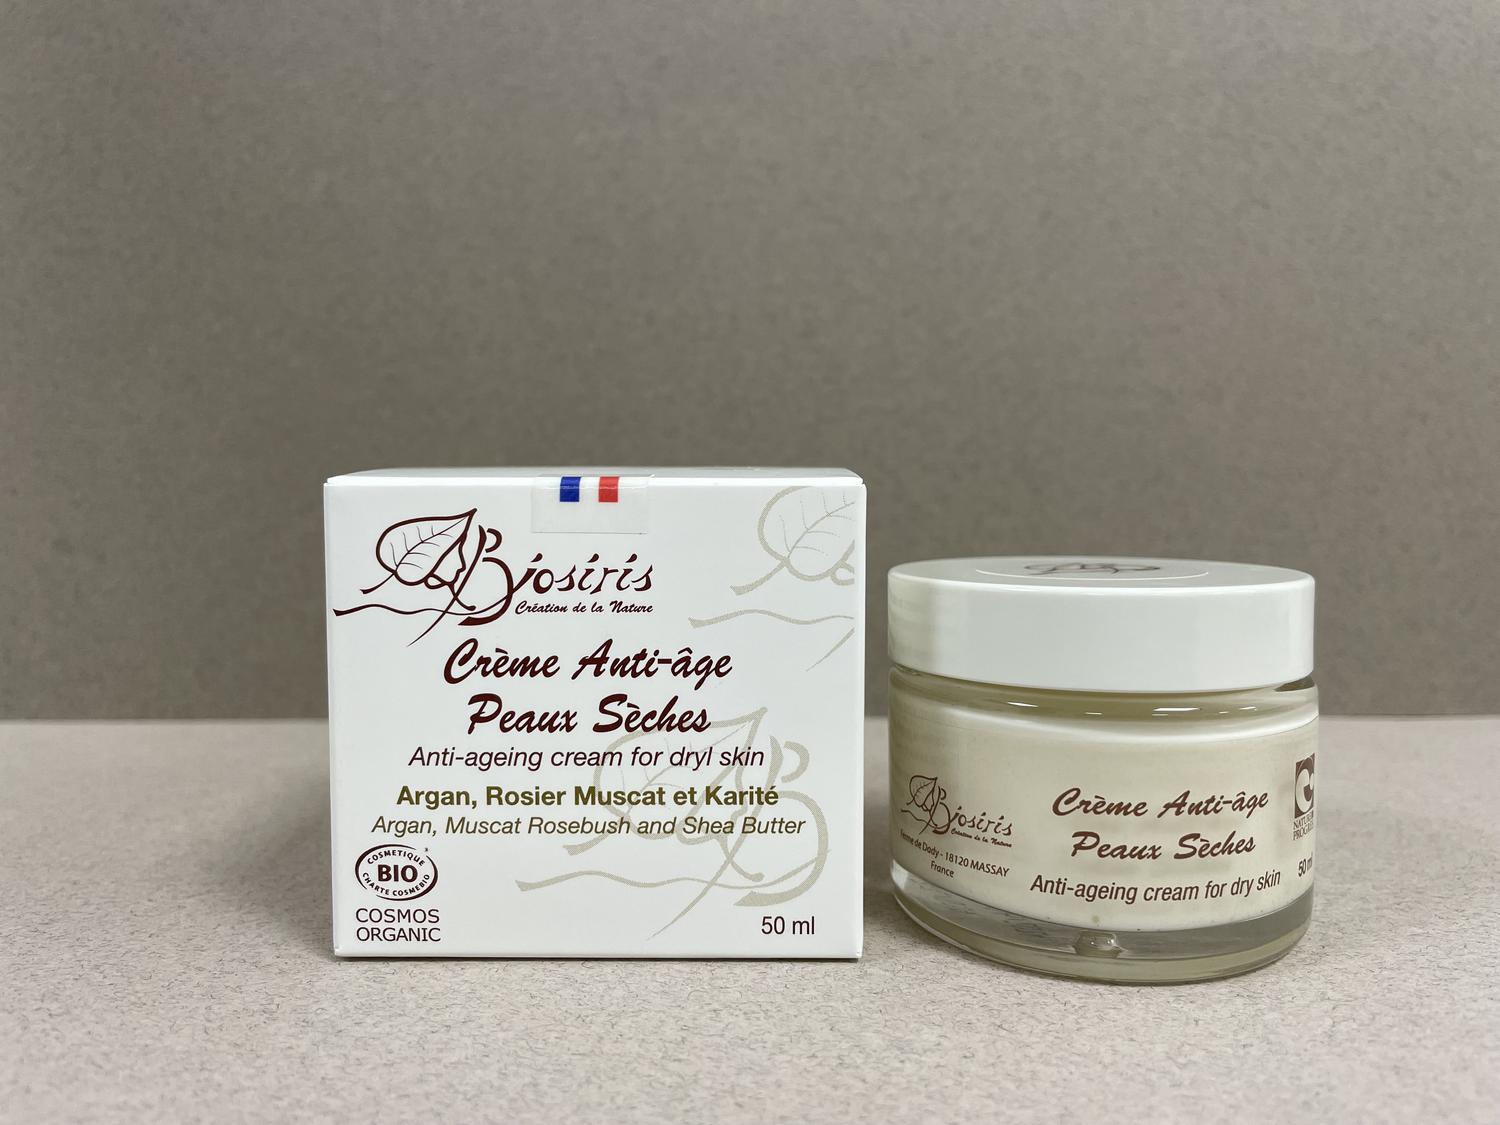 Biosiris
Création de la Nature
Crème Anti-âge
Peaux Sèches
Anti-ageing cream for dryl skin
Argan, Rosier Muscat et Karité
Argan, Muscat Rosebush and Shea Butter
COSMETIQUE
BIO
CHARTE COSMEBIO
COSMOS
ORGANIC
50 ml
Biosiris
Création de la Nature
Ferme de Dody - 18120 MASSAY
France
Crème Anti-âge
Peaux Sèches
Anti-ageing cream for dry skin
50 ml